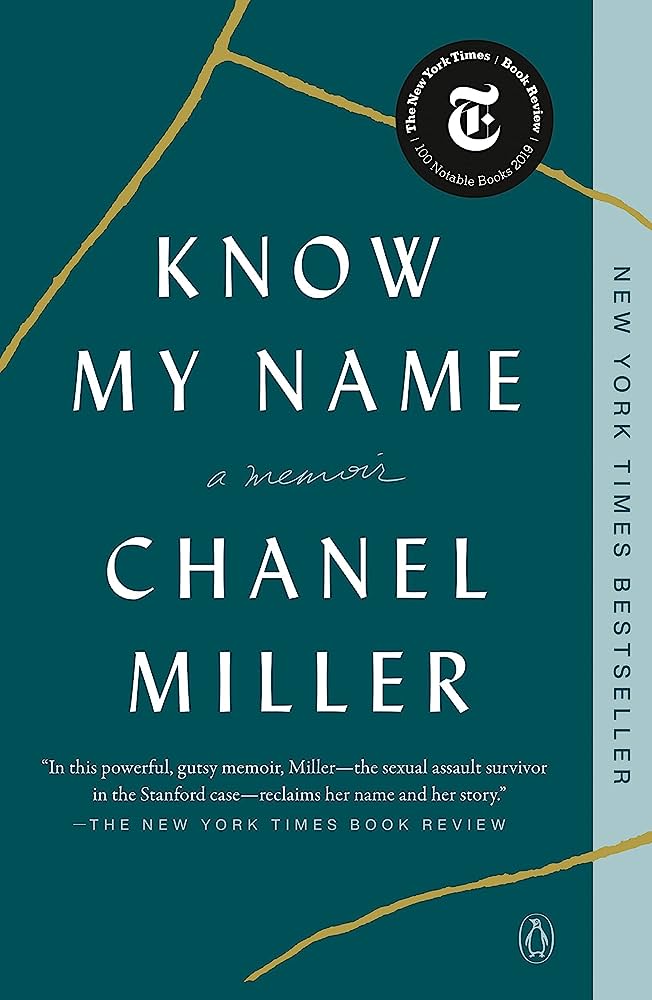 The New York Times | Book Review
| 100 Notable Books 2019 |
T
KNOW
MY NAME
a memoir
CHANEL
MILLER
“In this powerful, gutsy memoir, Miller—the sexual assault survivor
in the Stanford case—reclaims her name and her story.”
—THE NEW YORK TIMES BOOK REVIEW
NEW YORK TIMES BESTSELLER